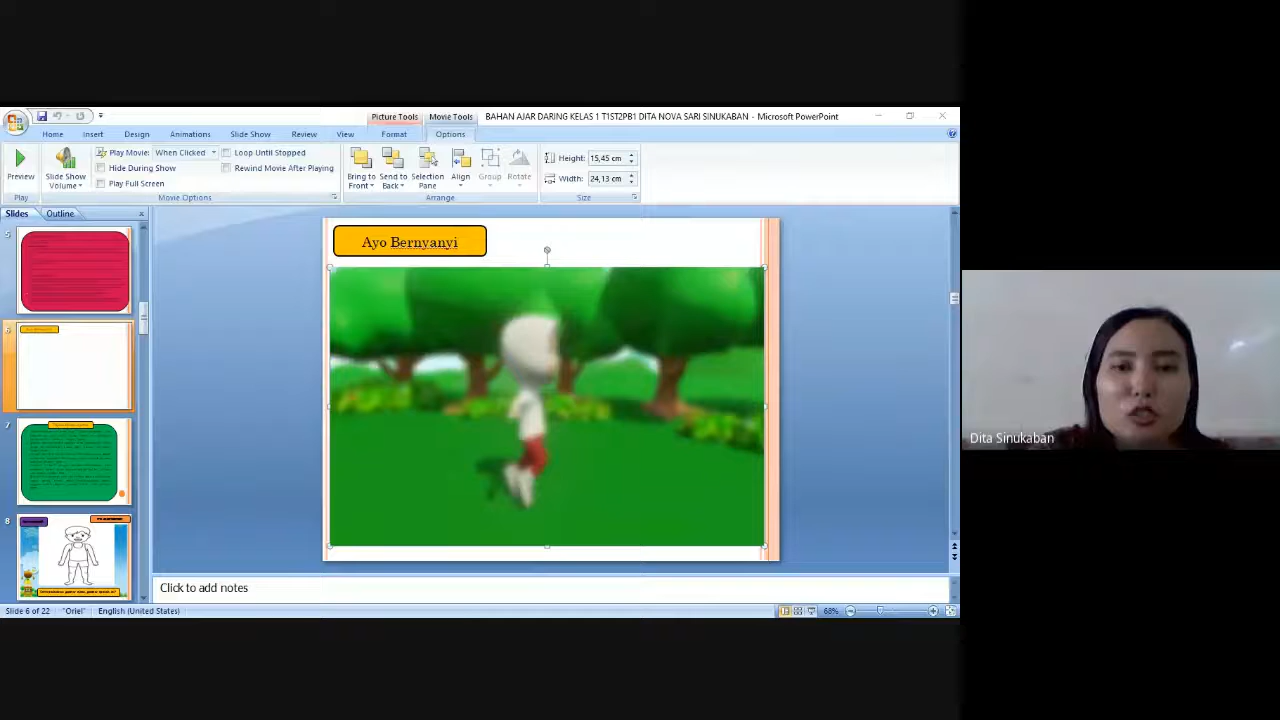 Picture Tools Movie Tools BAHAN AJAR DARING KELAS 1 T1ST2PB1 DITA NOVA SARI SINUKABAN - Microsoft PowerPoint
Home Insert Design Animations Slide Show Review View Format Options
Play Movie: When Clicked Loop Until Stopped
Hide During Show Rewind Movie After Playing
Play Full Screen
Preview
Slide Show Volume
Bring to Front
Send to Back
Selection Pane
Align
Group
Rotate
Height: 15,45 cm
Width: 24,13 cm
Play Movie Options Arrange Size
Slides Outline
5
6
7
8
Ayo Bernyanyi
Dita Sinukaban
Click to add notes
Slide 6 of 22 "Oriel" English (United States) 68%